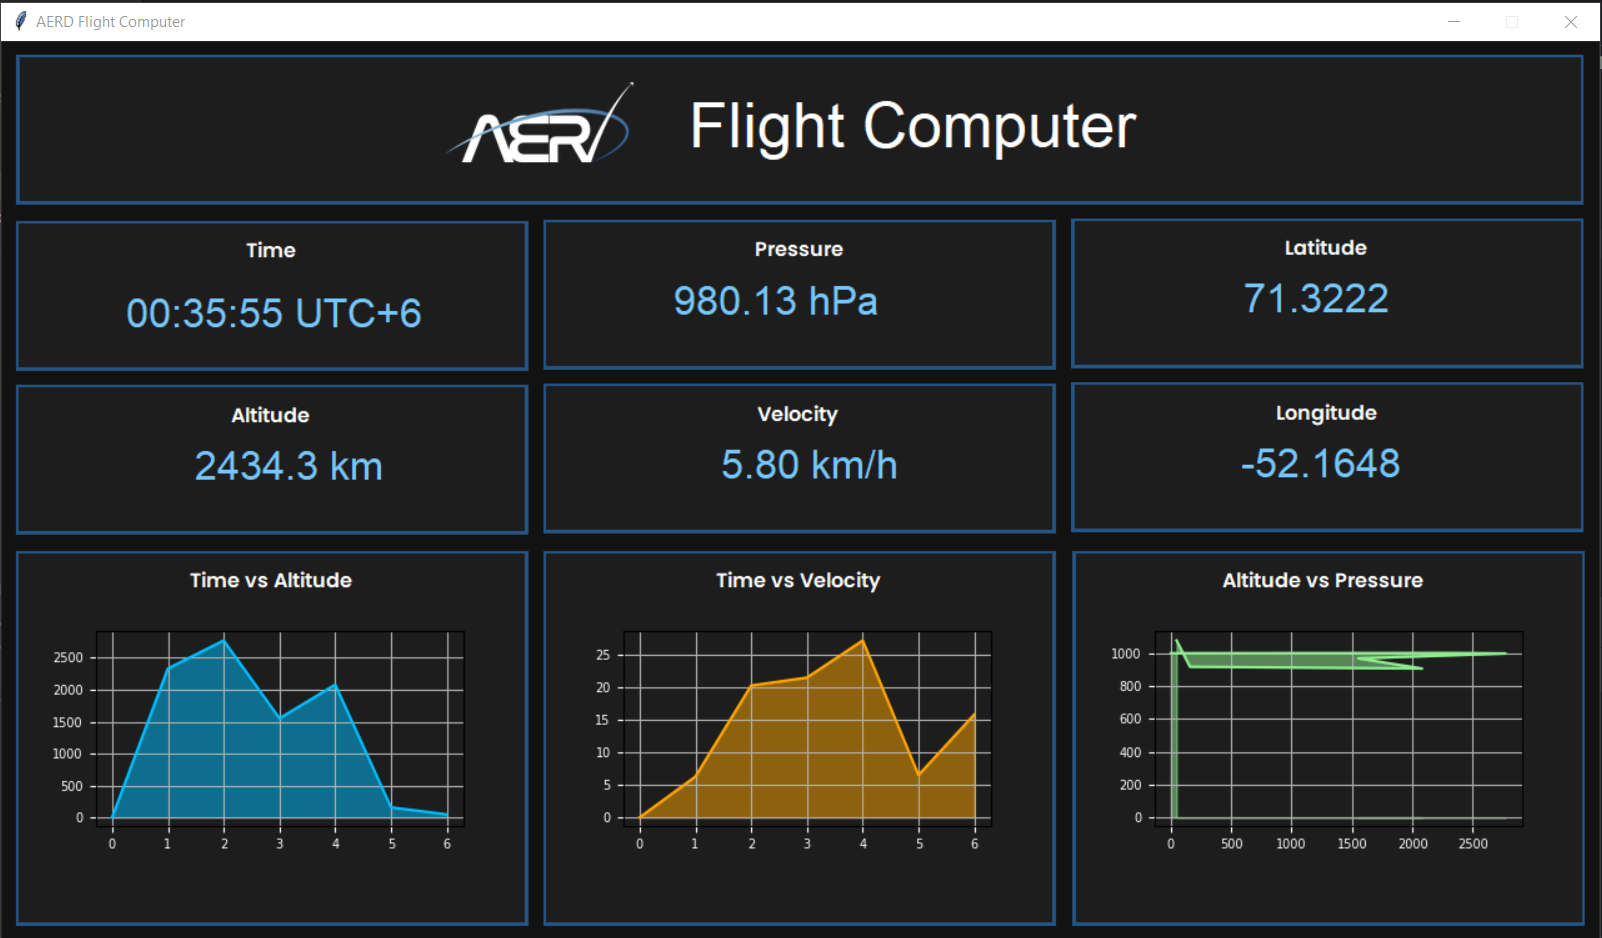 AERD Flight Computer
AERV Flight Computer
Time
00:35:55 UTC+6
Pressure
980.13 hPa
Latitude
71.3222
Altitude
2434.3 km
Velocity
5.80 km/h
Longitude
-52.1648
Time vs Altitude
2500
2000
1500
1000
500
0
0 1 2 3 4 5 6
Time vs Velocity
25
20
15
10
5
0
0 1 2 3 4 5 6
Altitude vs Pressure
1000
800
600
400
200
0
0 500 1000 1500 2000 2500